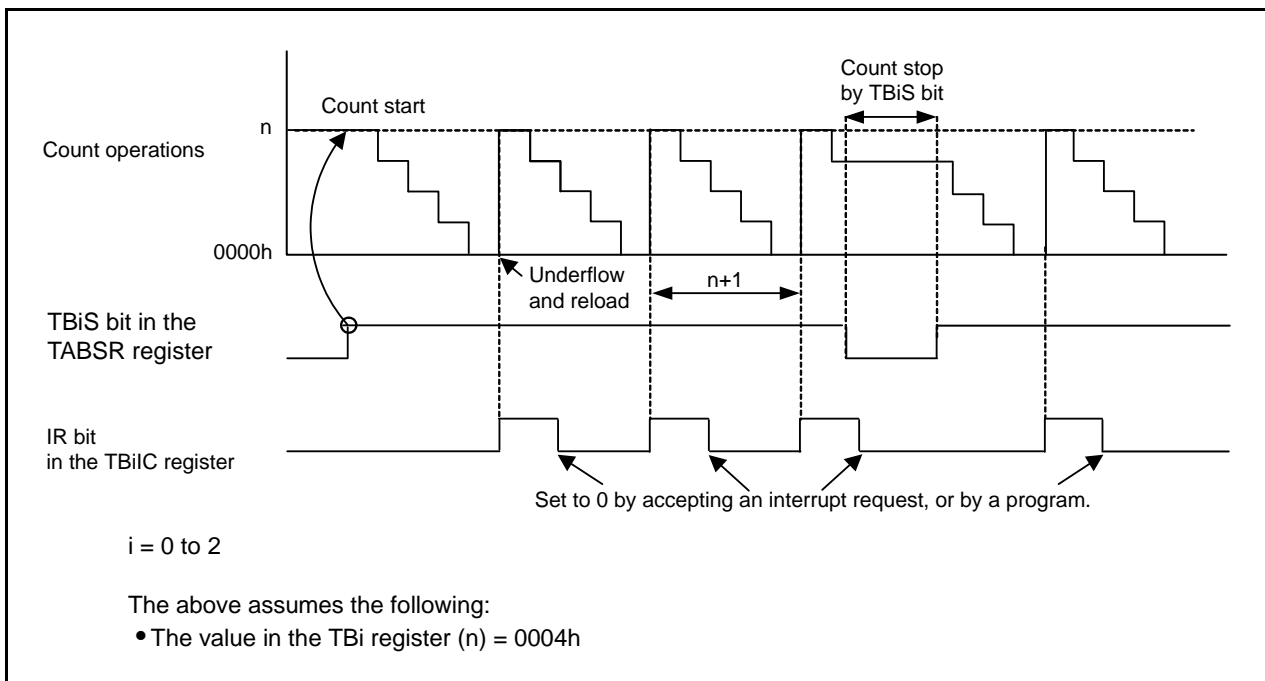 Count stop
by TBiS bit
Count start
n
Count operations
0000h
Underflow
and reload
n+1
TBiS bit in the
TABSR register
IR bit
in the TBiIC register
Set to 0 by accepting an interrupt request, or by a program.
i = 0 to 2
The above assumes the following:
• The value in the TBi register (n) = 0004h